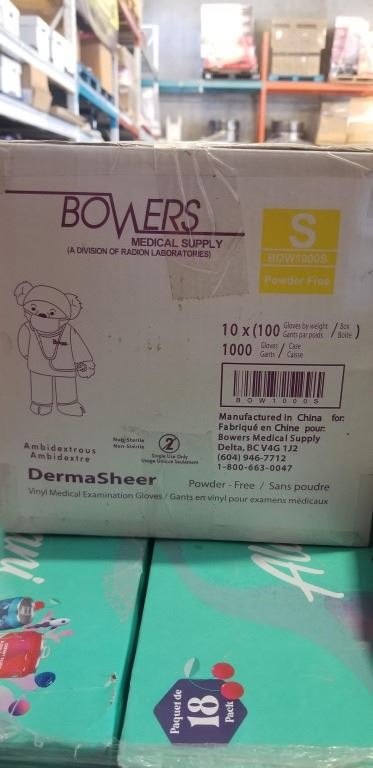 BOWERS
MEDICAL SUPPLY
(A DIVISION OF RADION LABORATORIES)
S
BOW1000S
Powder Free
10 x (100 Gloves by weight / Box
Gants par poids / Boîte)
1000 Gloves / Case
Gants / Caisse
BOW1000S
Manufactured in China for:
Fabriqué en Chine pour:
Bowers Medical Supply
Delta, BC V4G 1J2
(604) 946-7712
1-800-663-0047
Non-Sterile
Non-Stérile
2
Single Use Only
Usage Unique Seulement
Ambidextrous
Ambidextre
DermaSheer
Powder - Free / Sans poudre
Vinyl Medical Examination Gloves / Gants en vinyl pour examens médicaux
Paquet de
18
Pack